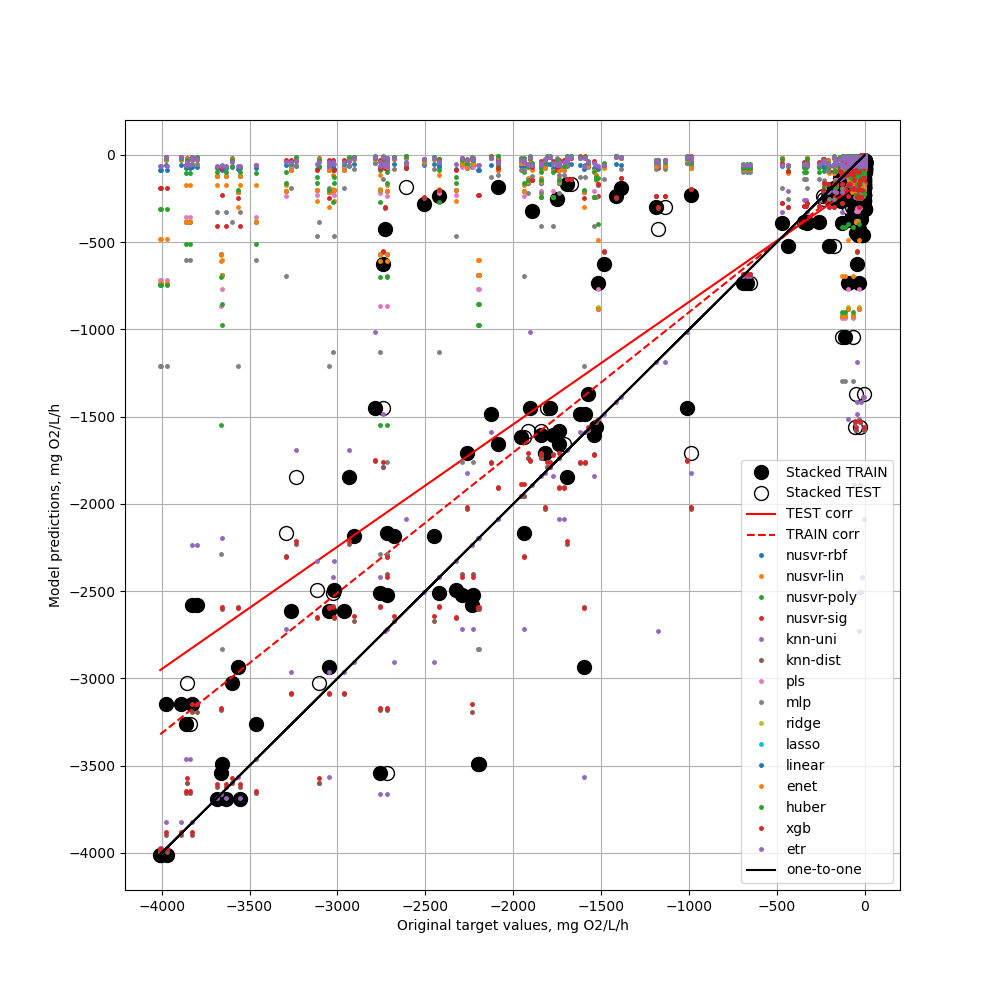 0
−500
−1000
−1500
−2000
−2500
−3000
−3500
−4000
Model predictions, mg O2/L/h
Stacked TRAIN
Stacked TEST
TEST corr
TRAIN corr
nusvr-rbf
nusvr-lin
nusvr-poly
nusvr-sig
knn-uni
knn-dist
pls
mlp
ridge
lasso
linear
enet
huber
xgb
etr
one-to-one
−4000 −3500 −3000 −2500 −2000 −1500 −1000 −500 0
Original target values, mg O2/L/h